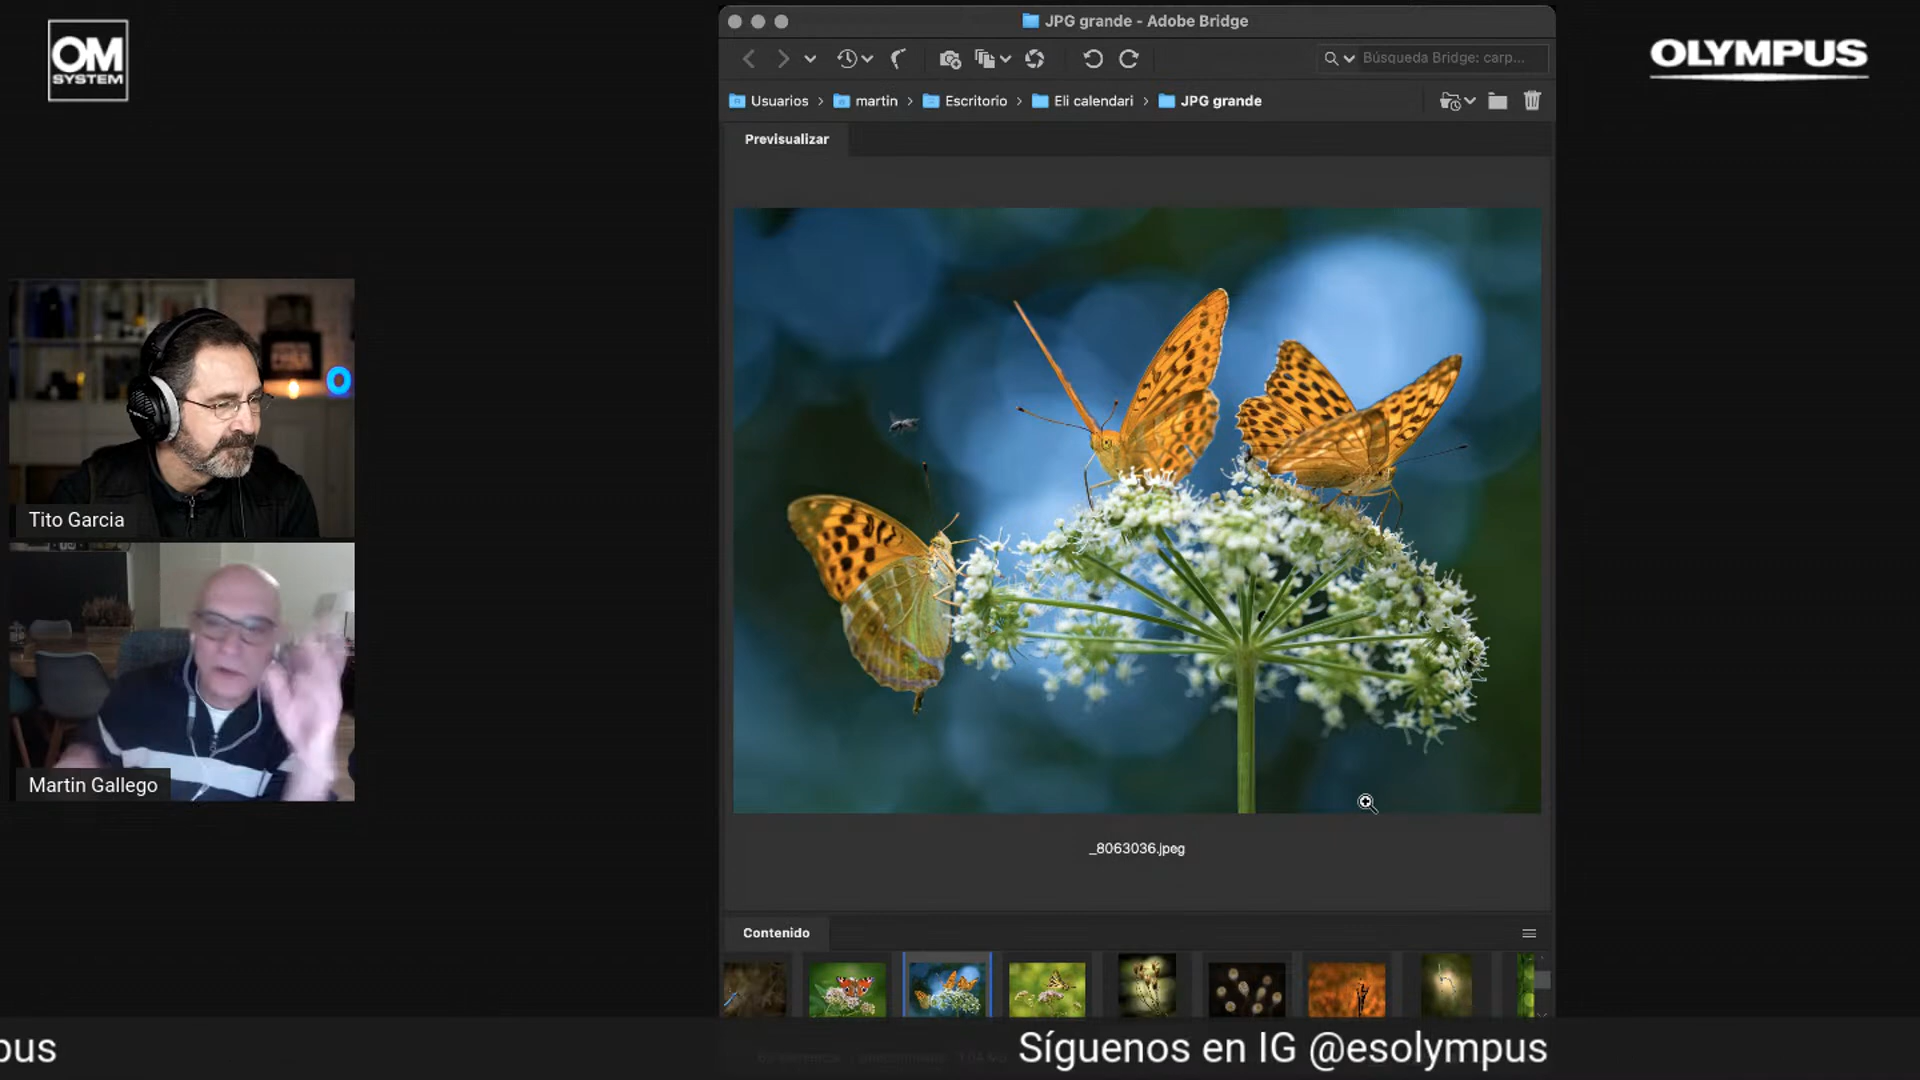 OM
SYSTEM
JPG grande - Adobe Bridge
OLYMPUS
Búsqueda Bridge: carp...
Usuarios > martin > Escritorio > Eli calendari > JPG grande
Previsualizar
Tito Garcia
Martin Gallego
_8063036.jpeg
Contenido
pus
Síguenos en IG @esolympus